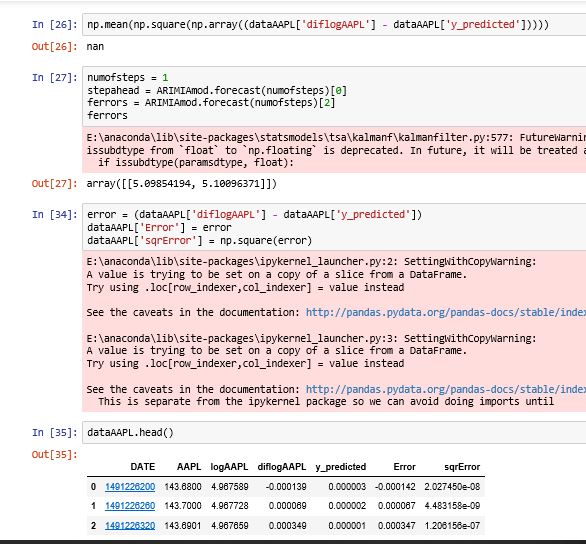 In [26]: np.mean(np.square(np.array((dataAAPL['diflogAAPL'] - dataAAPL['y_predicted']))))
Out[26]: nan
In [27]: numofsteps = 1
stepahead = ARIMIAmod.forecast(numofsteps)[0]
ferrors = ARIMIAmod.forecast(numofsteps)[2]
ferrors
E:\anaconda\lib\site-packages\statsmodels\tsa\kalmanf\kalmanfilter.py:577: FutureWarnin
issubdtype from `float` to `np.floating` is deprecated. In future, it will be treated a
if issubdtype(paramsdtype, float):
Out[27]: array([[5.09854194, 5.10096371]])
In [34]: error = (dataAAPL['diflogAAPL'] - dataAAPL['y_predicted'])
dataAAPL['Error'] = error
dataAAPL['sqrError'] = np.square(error)
E:\anaconda\lib\site-packages\ipykernel_launcher.py:2: SettingWithCopyWarning:
A value is trying to be set on a copy of a slice from a DataFrame.
Try using .loc[row_indexer,col_indexer] = value instead
See the caveats in the documentation: http://pandas.pydata.org/pandas-docs/stable/index
E:\anaconda\lib\site-packages\ipykernel_launcher.py:3: SettingWithCopyWarning:
A value is trying to be set on a copy of a slice from a DataFrame.
Try using .loc[row_indexer,col_indexer] = value instead
See the caveats in the documentation: http://pandas.pydata.org/pandas-docs/stable/index
This is separate from the ipykernel package so we can avoid doing imports until
In [35]: dataAAPL.head()
Out[35]:
DATE AAPL logAAPL diflogAAPL y_predicted Error sqrError
0 1491226200 143.6800 4.967589 -0.000139 0.000003 -0.000142 2.027450e-08
1 1491226260 143.7000 4.967728 0.000069 0.000002 0.000067 4.483158e-09
2 1491226320 143.6901 4.967659 0.000349 0.000001 0.000347 1.206156e-07